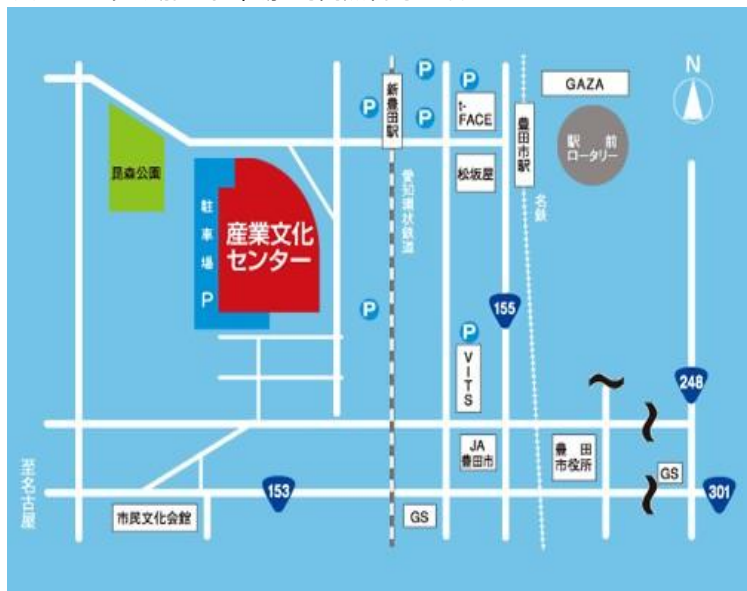 N
GAZA
P
P
P
P
新豊田駅
t-
FACE
豊田市駅
駅前
ロータリー
昆森公園
松坂屋
愛知環状鉄道
名鉄
駐車場
P
産業文化
センター
P
155
P
VITS
248
JA
豊田市
豊田
市役所
GS
至名古屋
153
301
市民文化会館
GS